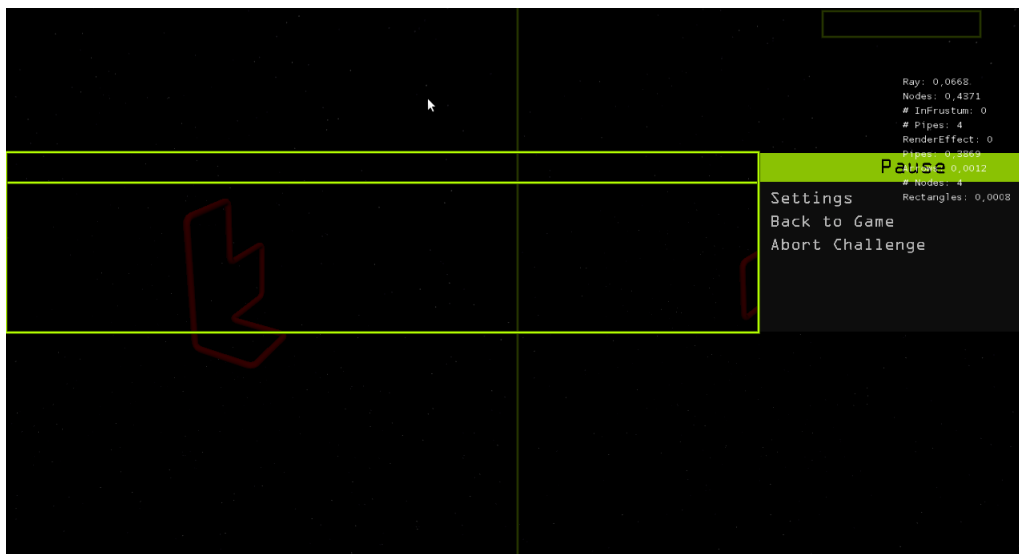 Ray: 0,0668
Nodes: 0,4371
# InFrustum: 0
# Pipes: 4
RenderEffect: 0
Pipes: 0,3869
Pause
0,0012
# Nodes: 4
Rectangles: 0,0008
Settings
Back to Game
Abort Challenge